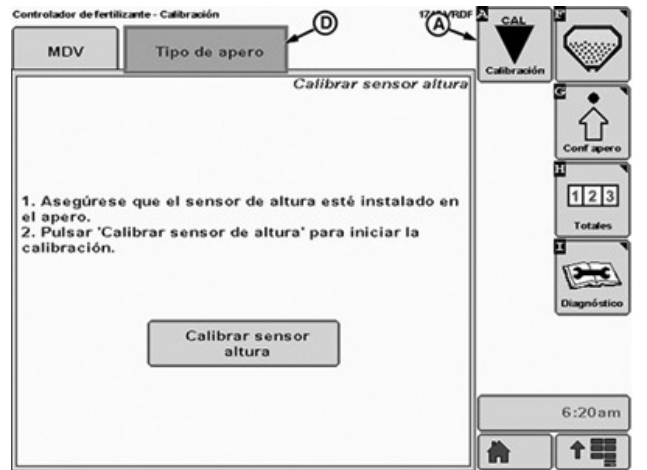 Controlador de fertilizante - Calibración
D
A
MDV
Tipo de apero
Calibrar sensor altura
1. Asegúrese que el sensor de altura esté instalado en
el apero.
2. Pulsar 'Calibrar sensor de altura' para iniciar la
calibración.
Calibrar sensor
altura
A
CAL
Calibración
F
G
Conf apero
H
1 2 3
Totales
I
Diagnóstico
6:20am